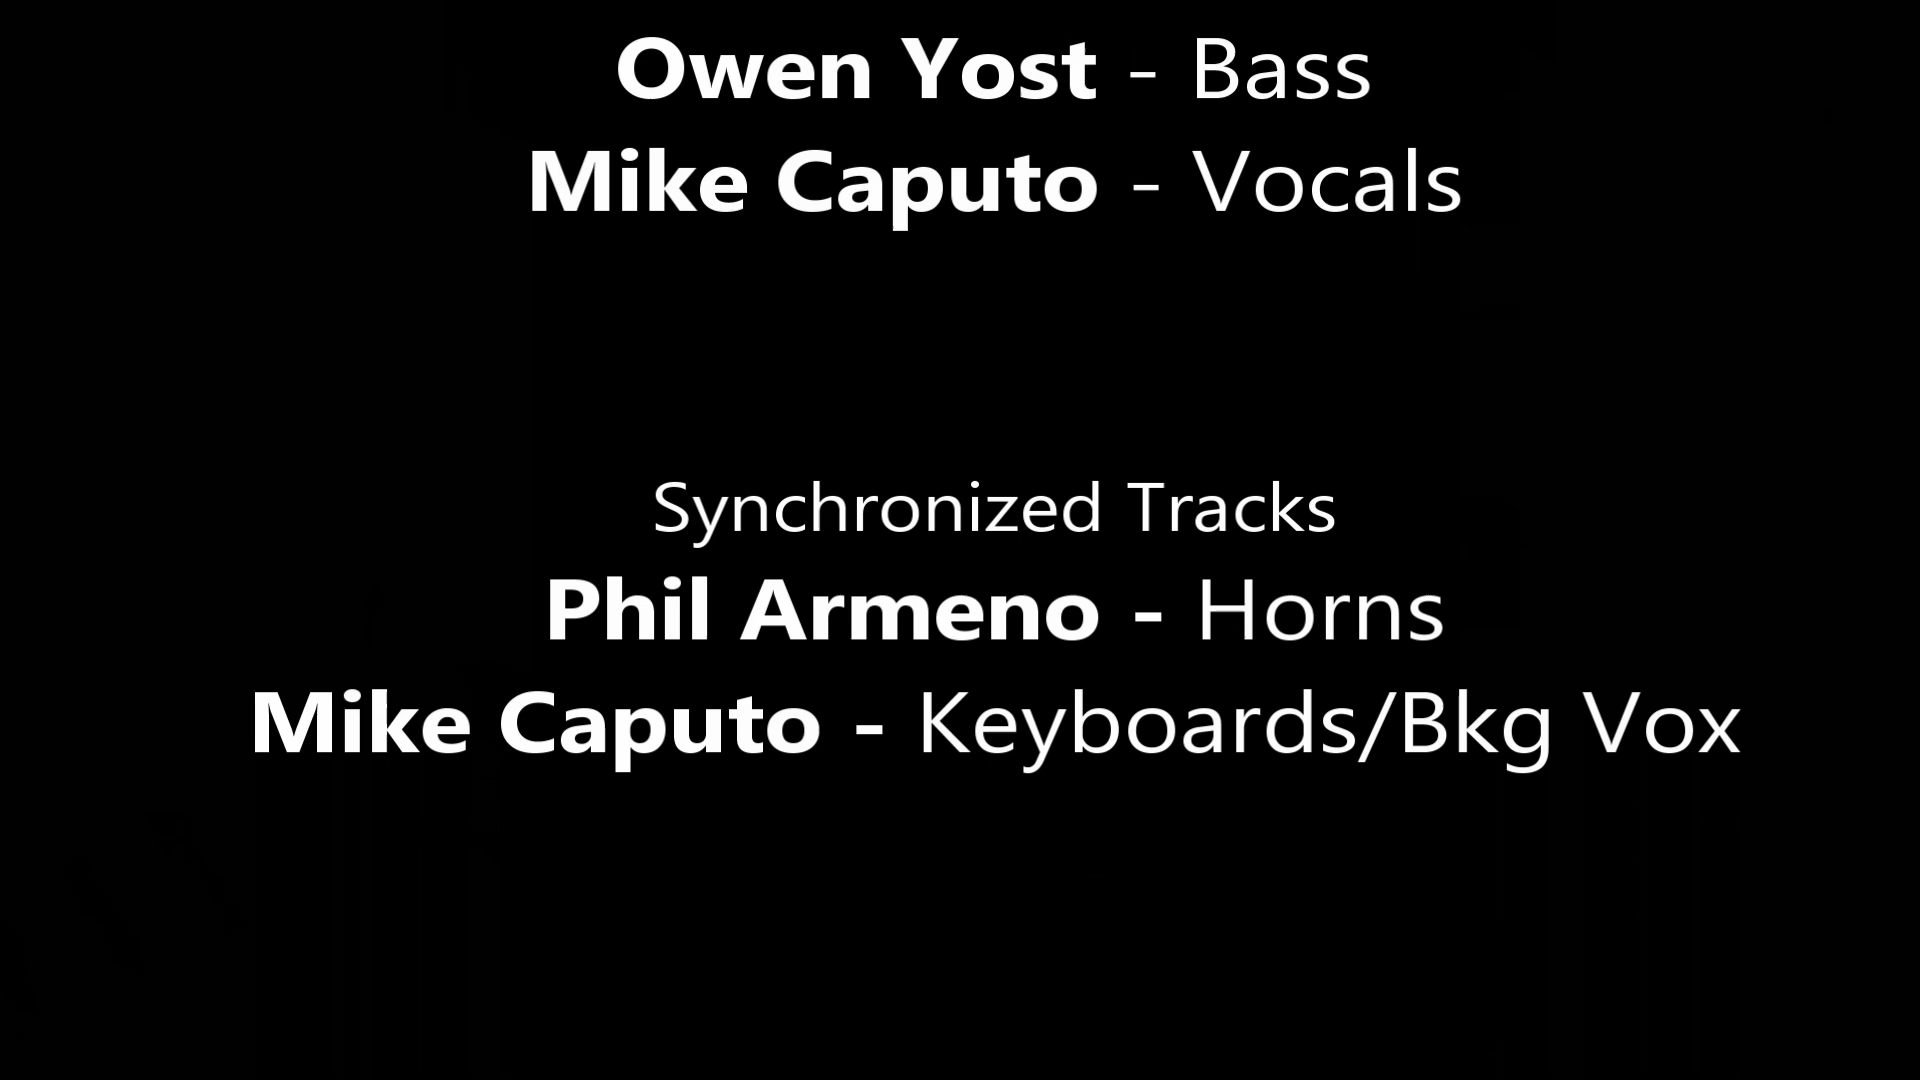 Owen Yost - Bass
Mike Caputo - Vocals
Synchronized Tracks
Phil Armeno - Horns
Mike Caputo - Keyboards/Bkg Vox